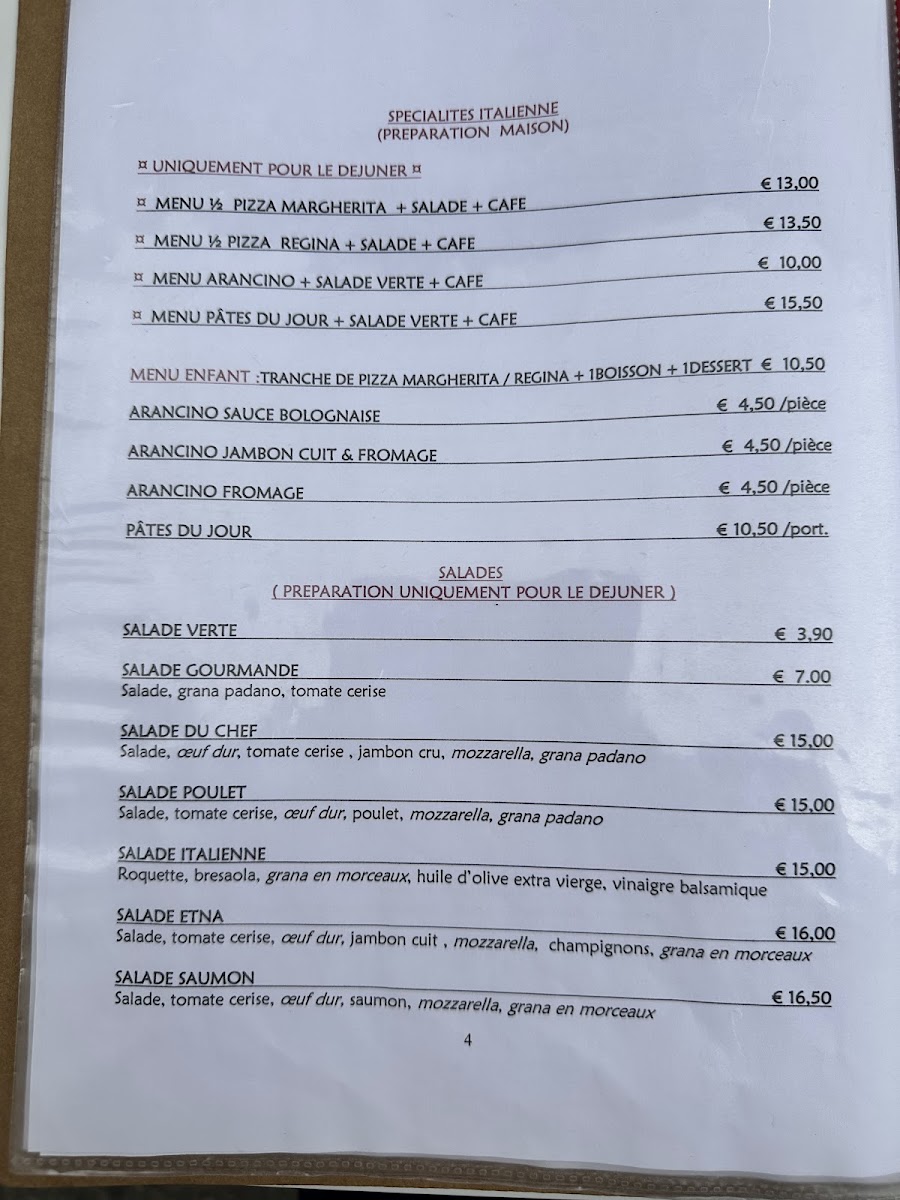 SPECIALITES ITALIENNE
(PREPARATION MAISON)
¤ UNIQUEMENT POUR LE DEJUNER ¤
¤ MENU ½ PIZZA MARGHERITA + SALADE + CAFE € 13,00
¤ MENU ½ PIZZA REGINA + SALADE + CAFE € 13,50
¤ MENU ARANCINO + SALADE VERTE + CAFE € 10,00
¤ MENU PÂTES DU JOUR + SALADE VERTE + CAFE € 15,50
MENU ENFANT :TRANCHE DE PIZZA MARGHERITA / REGINA + 1BOISSON + 1DESSERT € 10,50
ARANCINO SAUCE BOLOGNAISE € 4,50 /pièce
ARANCINO JAMBON CUIT & FROMAGE € 4,50 /pièce
ARANCINO FROMAGE € 4,50 /pièce
PÂTES DU JOUR € 10,50 /port.
SALADES
( PREPARATION UNIQUEMENT POUR LE DEJUNER )
SALADE VERTE € 3,90
SALADE GOURMANDE € 7.00
Salade, grana padano, tomate cerise
SALADE DU CHEF € 15,00
Salade, œuf dur, tomate cerise , jambon cru, mozzarella, grana padano
SALADE POULET € 15,00
Salade, tomate cerise, œuf dur, poulet, mozzarella, grana padano
SALADE ITALIENNE € 15,00
Roquette, bresaola, grana en morceaux, huile d'olive extra vierge, vinaigre balsamique
SALADE ETNA € 16,00
Salade, tomate cerise, œuf dur, jambon cuit , mozzarella, champignons, grana en morceaux
SALADE SAUMON € 16,50
Salade, tomate cerise, œuf dur, saumon, mozzarella, grana en morceaux
4